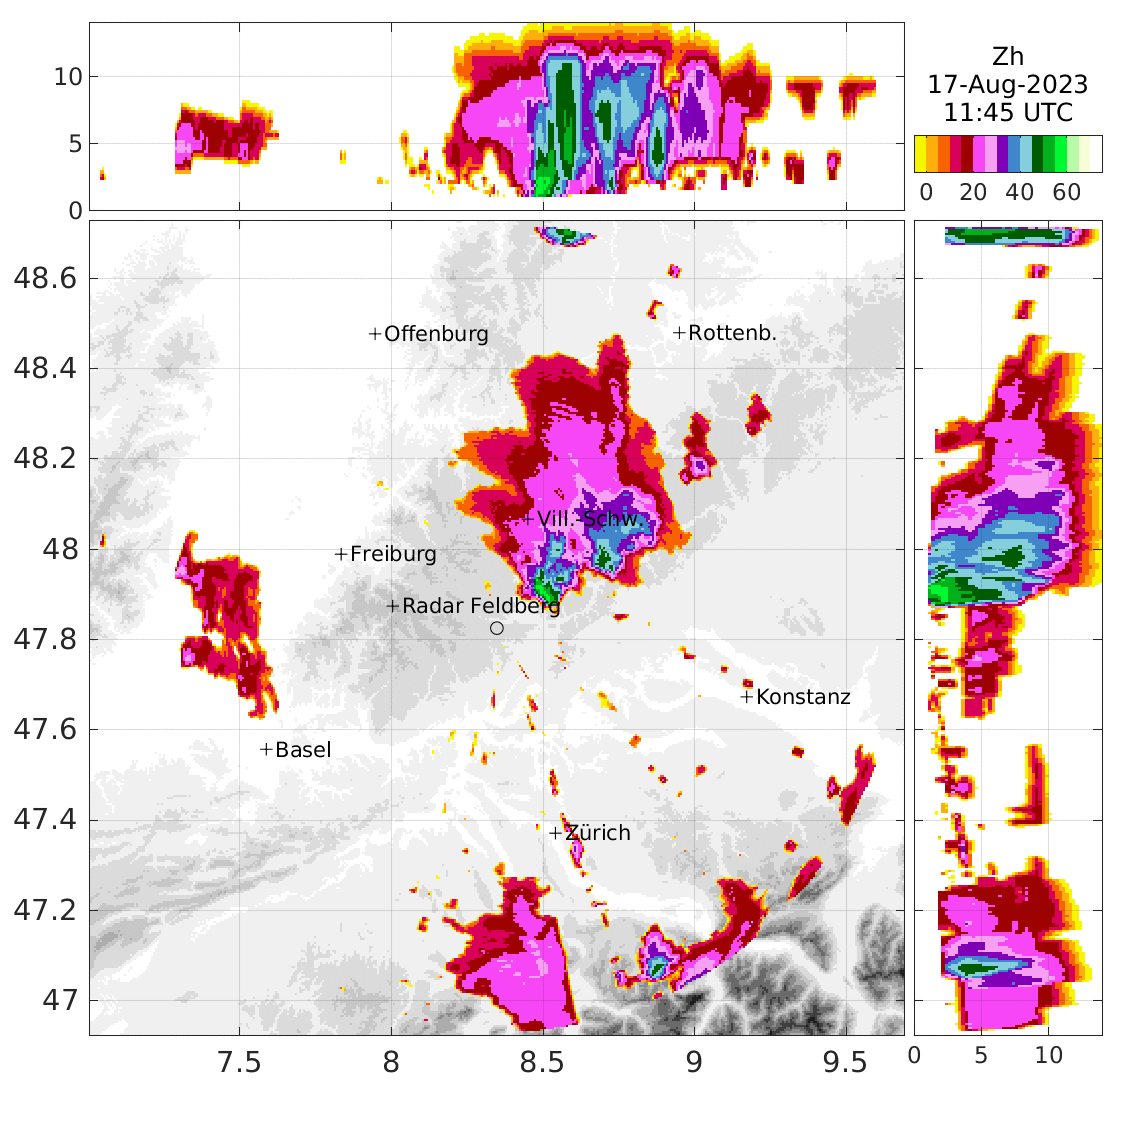 10
5
0
Zh
17-Aug-2023
11:45 UTC
0 20 40 60
48.6
48.4
48.2
48
47.8
47.6
47.4
47.2
47
+Offenburg
+Rottenb.
+Vill.-Schw.
+Freiburg
+Radar Feldberg
+Konstanz
+Basel
+Zürich
7.5 8 8.5 9 9.5
0 5 10